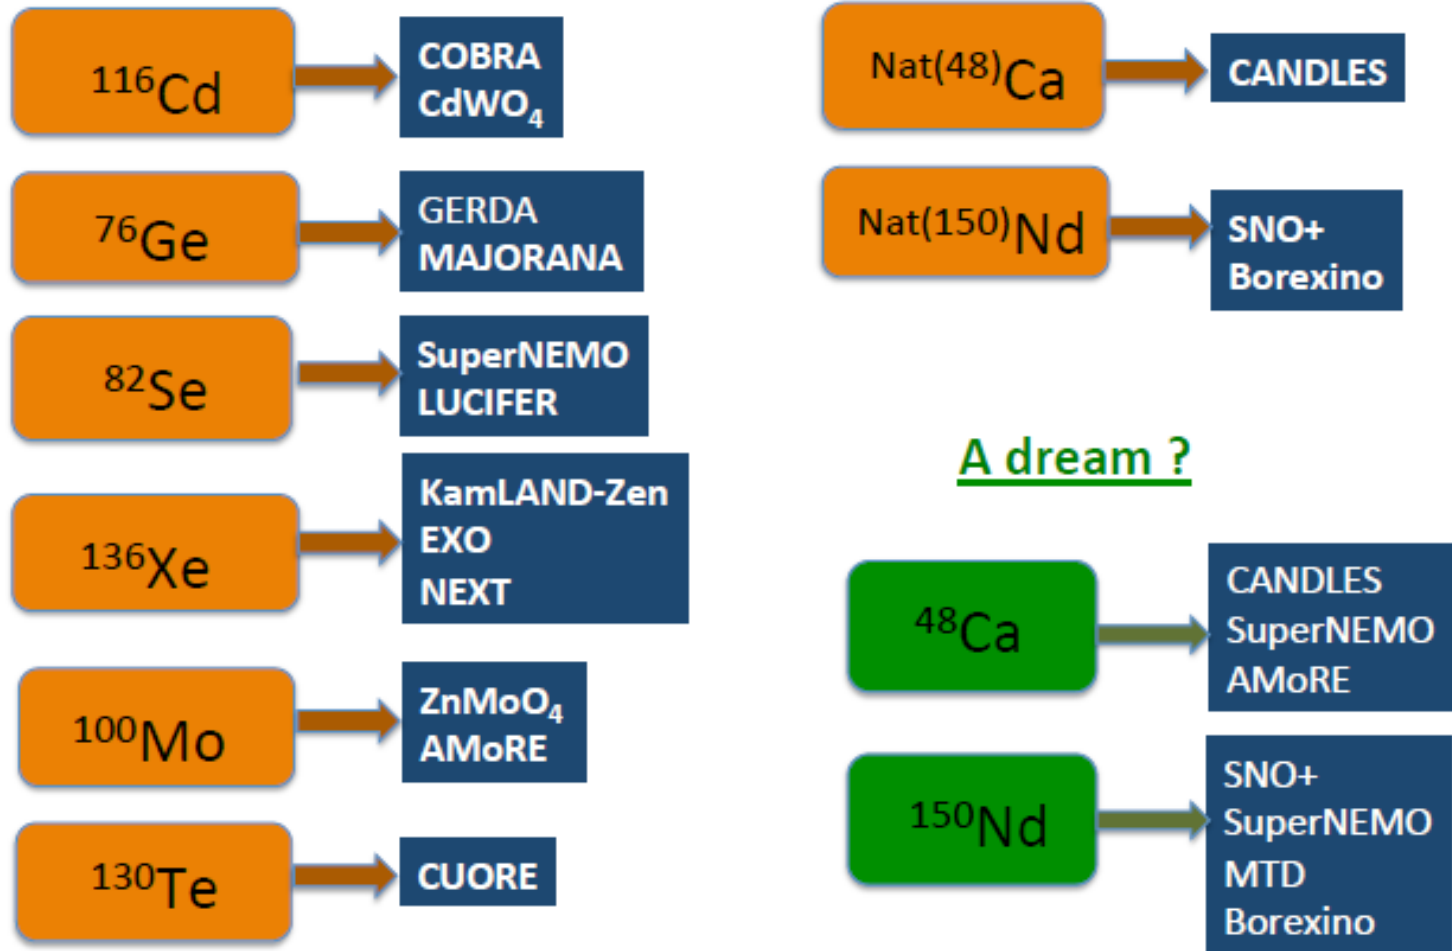 ¹¹⁶Cd
COBRA
CdWO₄
⁷⁶Ge
GERDA
MAJORANA
⁸²Se
SuperNEMO
LUCIFER
¹³⁶Xe
KamLAND-Zen
EXO
NEXT
¹⁰⁰Mo
ZnMoO₄
AMoRE
¹³⁰Te
CUORE
Nat(48)Ca
CANDLES
Nat(150)Nd
SNO+
Borexino
A dream ?
⁴⁸Ca
CANDLES
SuperNEMO
AMoRE
¹⁵⁰Nd
SNO+
SuperNEMO
MTD
Borexino